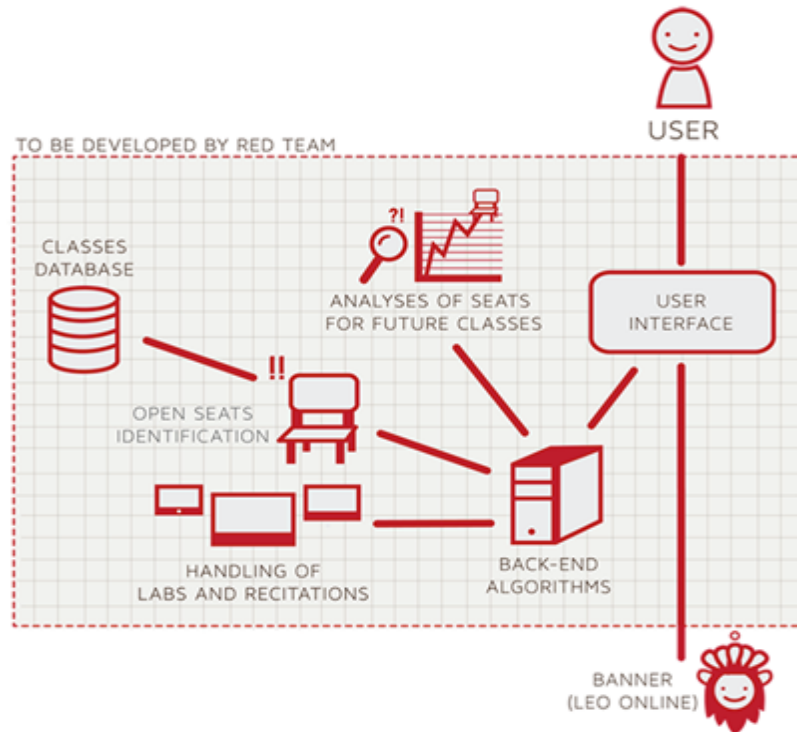 USER
TO BE DEVELOPED BY RED TEAM
CLASSES
DATABASE
?!
ANALYSES OF SEATS
FOR FUTURE CLASSES
USER
INTERFACE
!!
OPEN SEATS
IDENTIFICATION
HANDLING OF
LABS AND RECITATIONS
BACK-END
ALGORITHMS
BANNER
(LEO ONLINE)